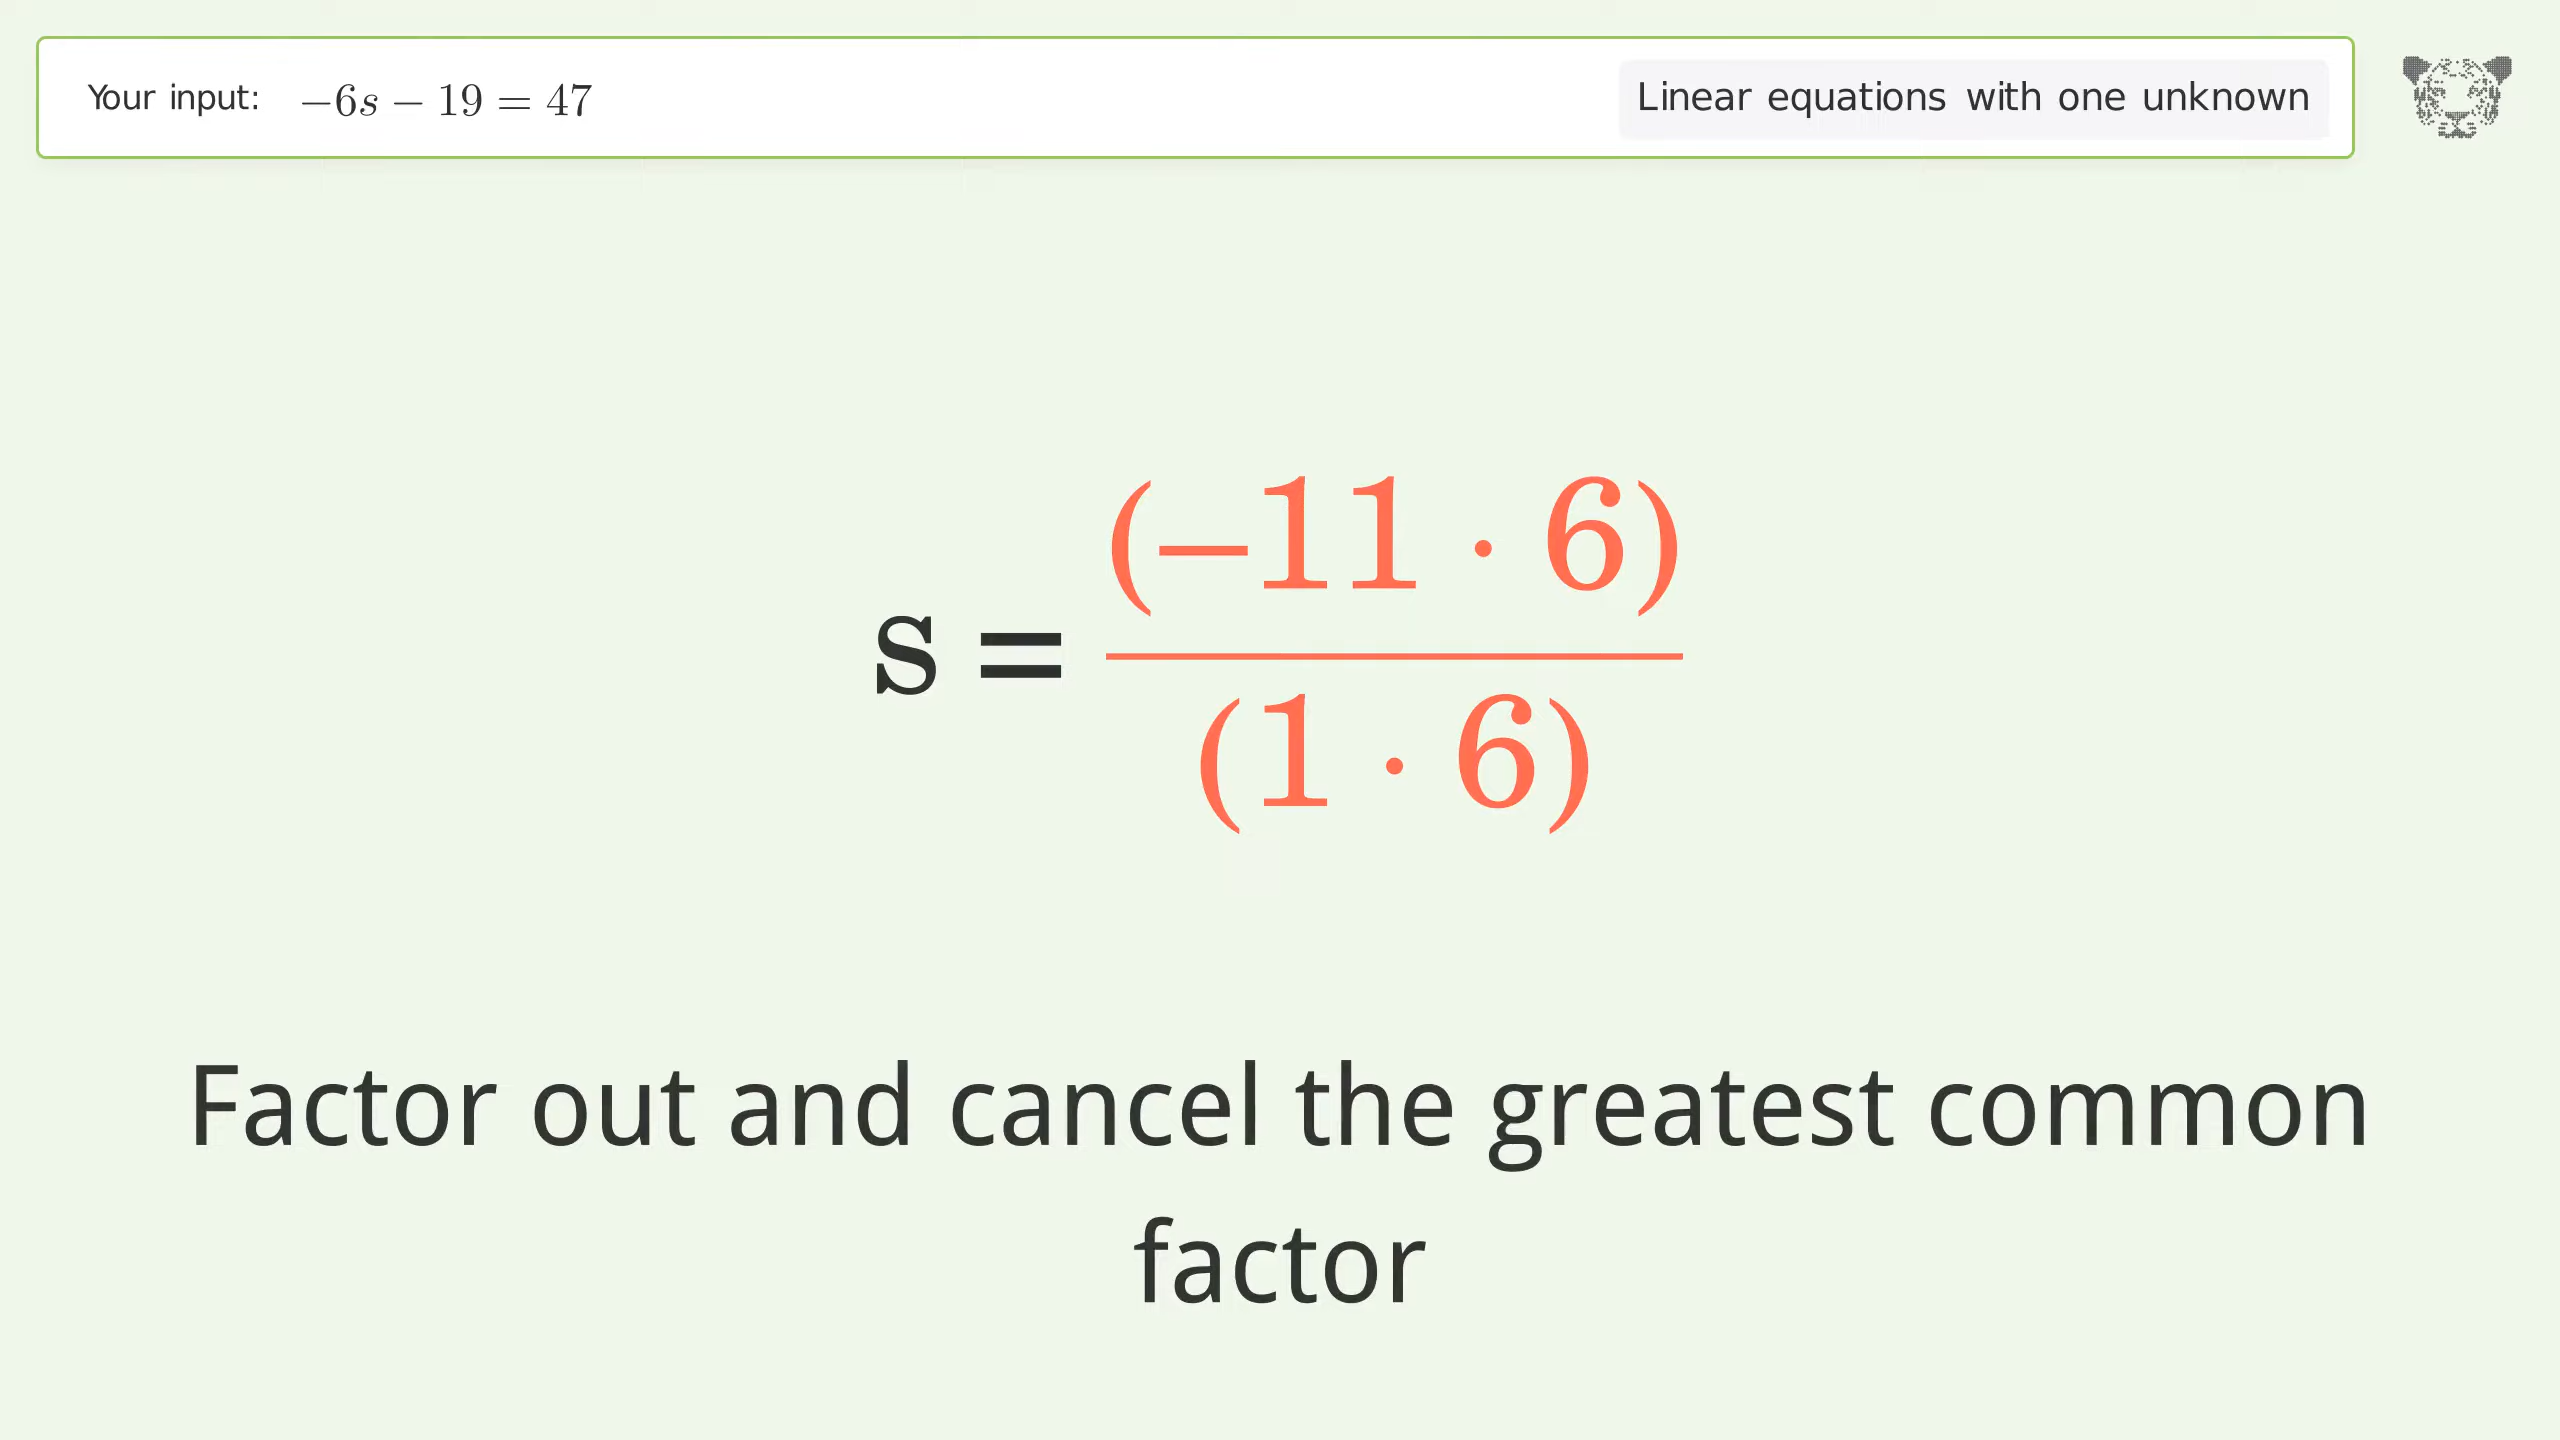 Your input: −6s − 19 = 47
Linear equations with one unknown
s = (−11 · 6) / (1 · 6)
Factor out and cancel the greatest common
factor